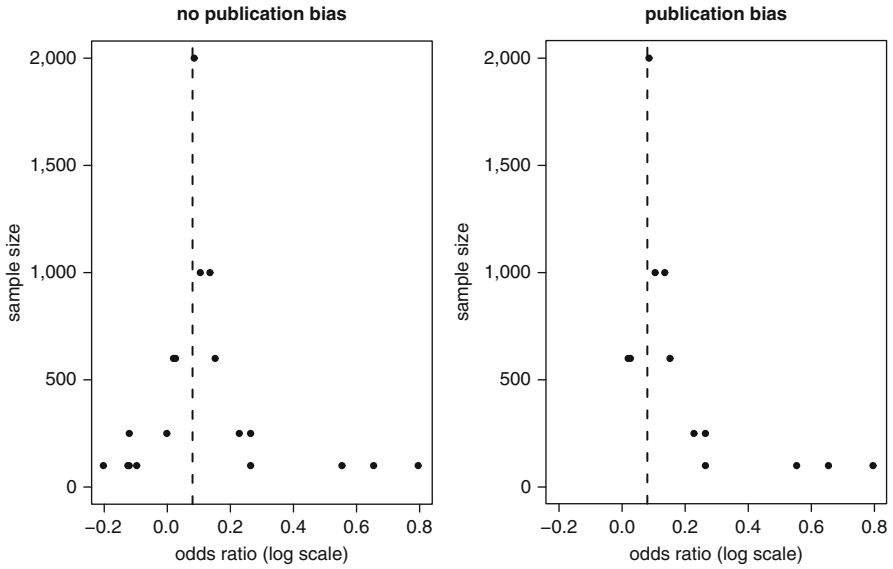 no publication bias
2,000
1,500
1,000
500
0
sample size
−0.2 0.0 0.2 0.4 0.6 0.8
odds ratio (log scale)
publication bias
2,000
1,500
1,000
500
0
sample size
−0.2 0.0 0.2 0.4 0.6 0.8
odds ratio (log scale)